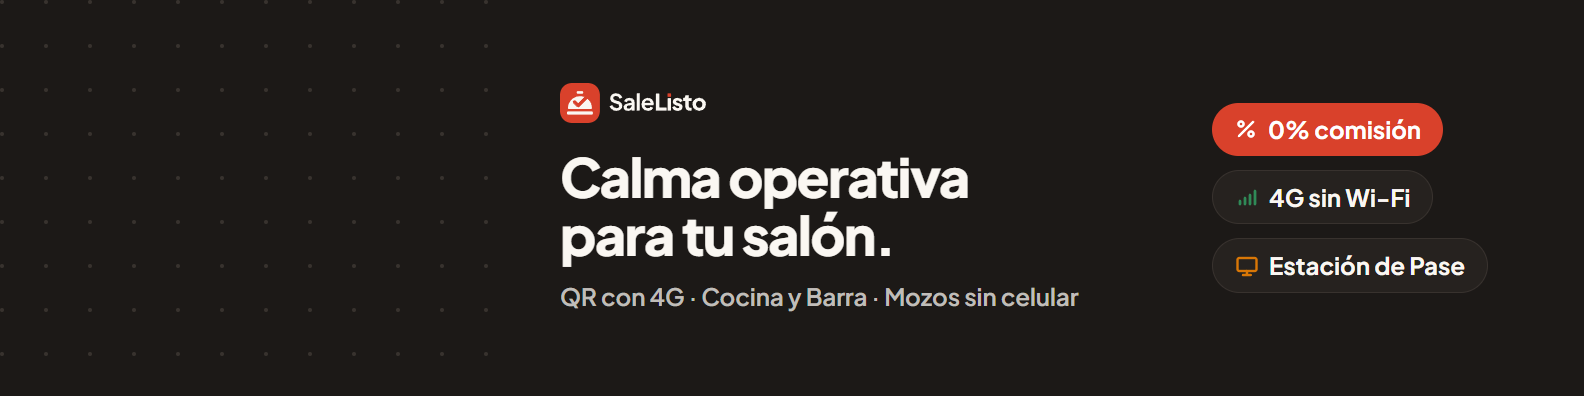 SaleListo
Calma operativa
para tu salón.
QR con 4G · Cocina y Barra · Mozos sin celular
% 0% comisión
4G sin Wi-Fi
Estación de Pase